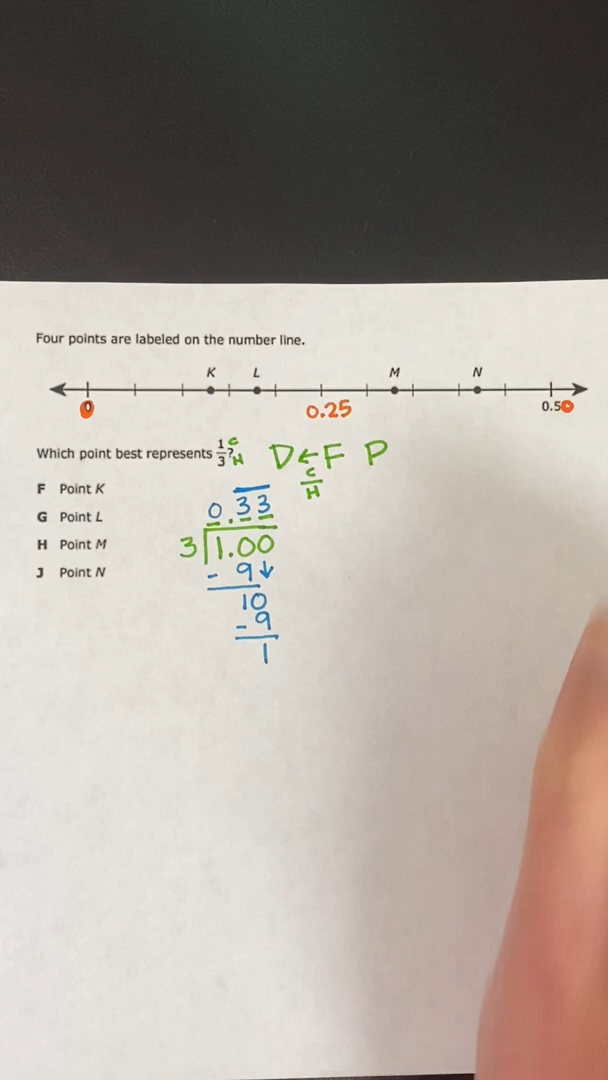 Four points are labeled on the number line.
K L M N
0 0.25 0.50
Which point best represents 1/3? C H D ← F P
C
H
F Point K
G Point L
H Point M
J Point N
0.33
3 1.00
- 9 ↓
10
- 9
1